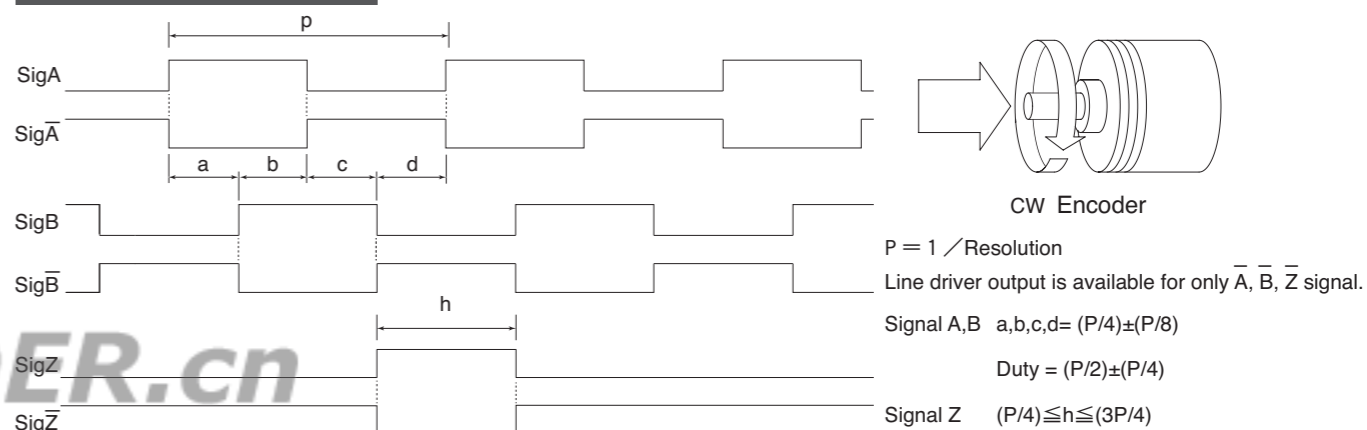 p
SigA
SigA̅
a b c d
SigB
SigB̅
h
SigZ
SigZ̅
ER.cn
CW Encoder
P = 1 ／Resolution
Line driver output is available for only A̅, B̅, Z̅ signal.
Signal A,B a,b,c,d= (P/4)±(P/8)
Duty = (P/2)±(P/4)
Signal Z (P/4)≦h≦(3P/4)